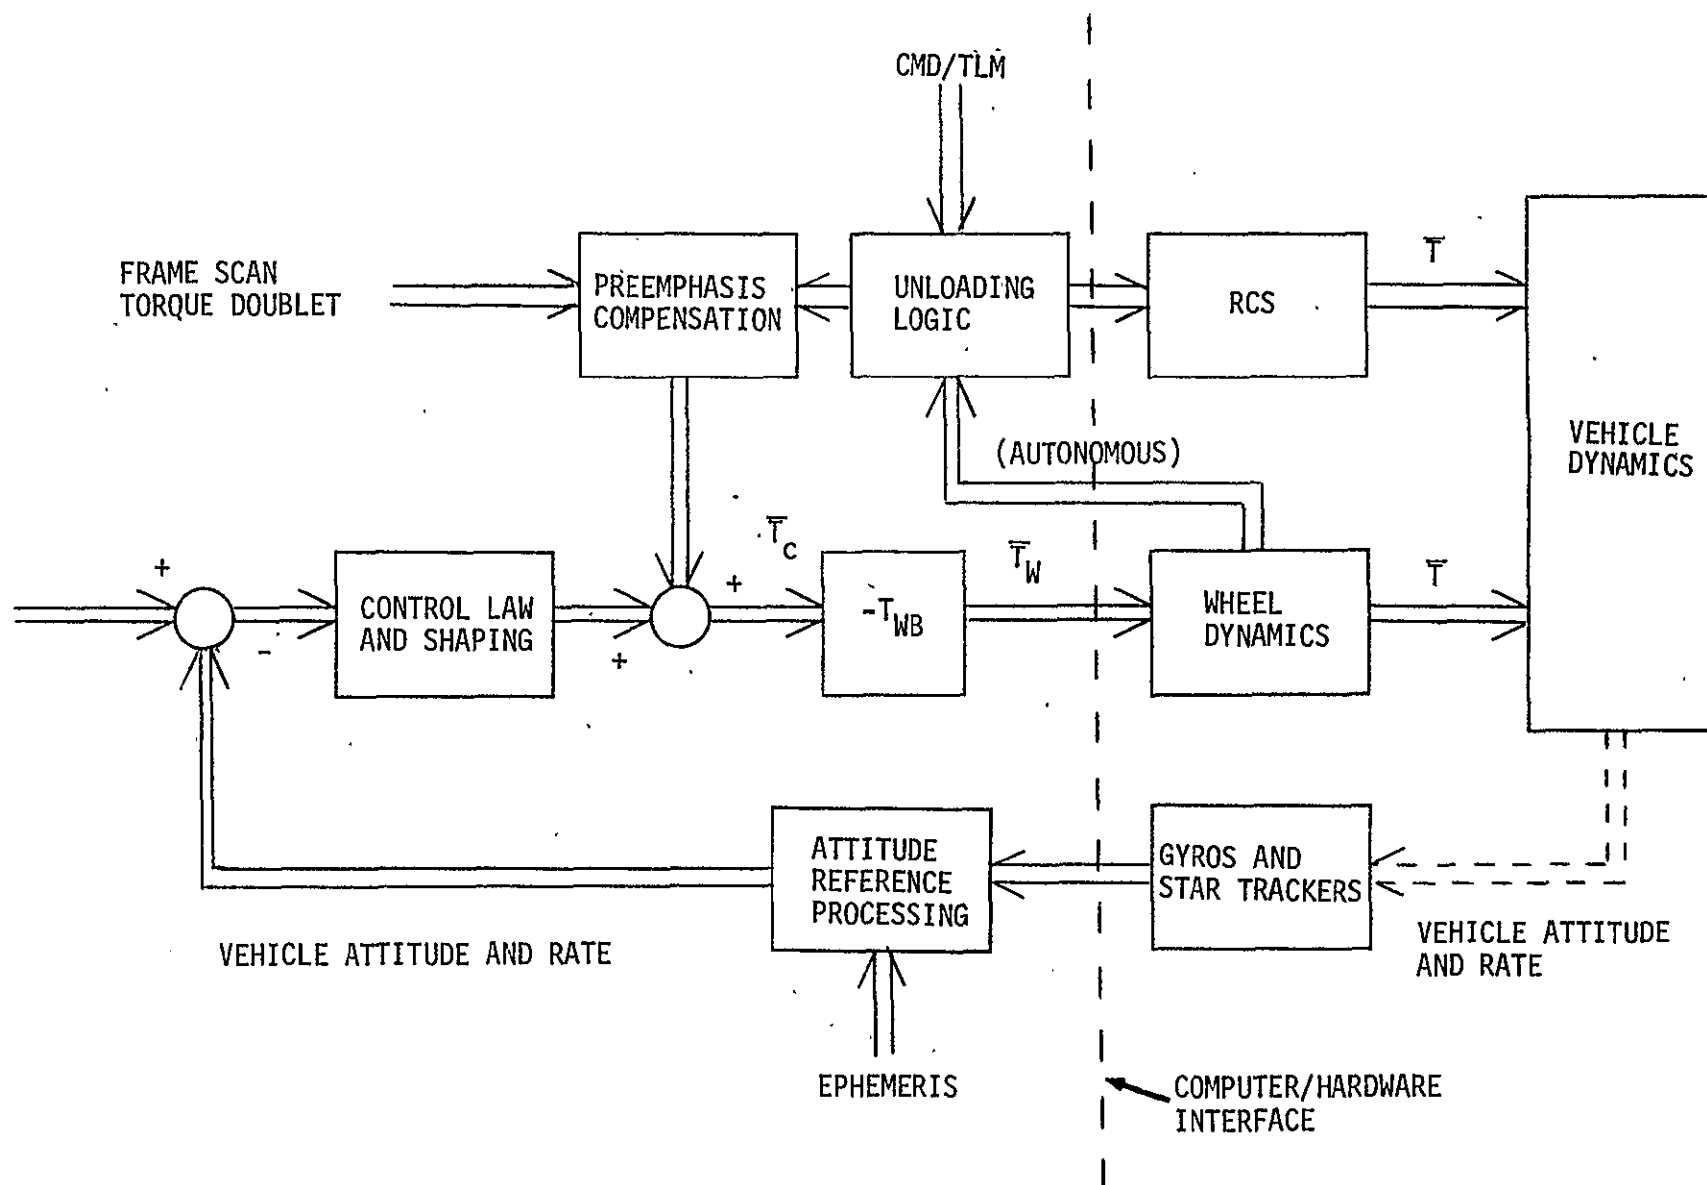 CMD/TLM
FRAME SCAN
TORQUE DOUBLET
PREEMPHASIS
COMPENSATION
UNLOADING
LOGIC
RCS
T̅
VEHICLE
DYNAMICS
(AUTONOMOUS)
+
-
CONTROL LAW
AND SHAPING
+
+
T̅c
-TWB
T̅W
WHEEL
DYNAMICS
T̅
ATTITUDE
REFERENCE
PROCESSING
GYROS AND
STAR TRACKERS
VEHICLE ATTITUDE AND RATE
VEHICLE ATTITUDE
AND RATE
EPHEMERIS
COMPUTER/HARDWARE
INTERFACE